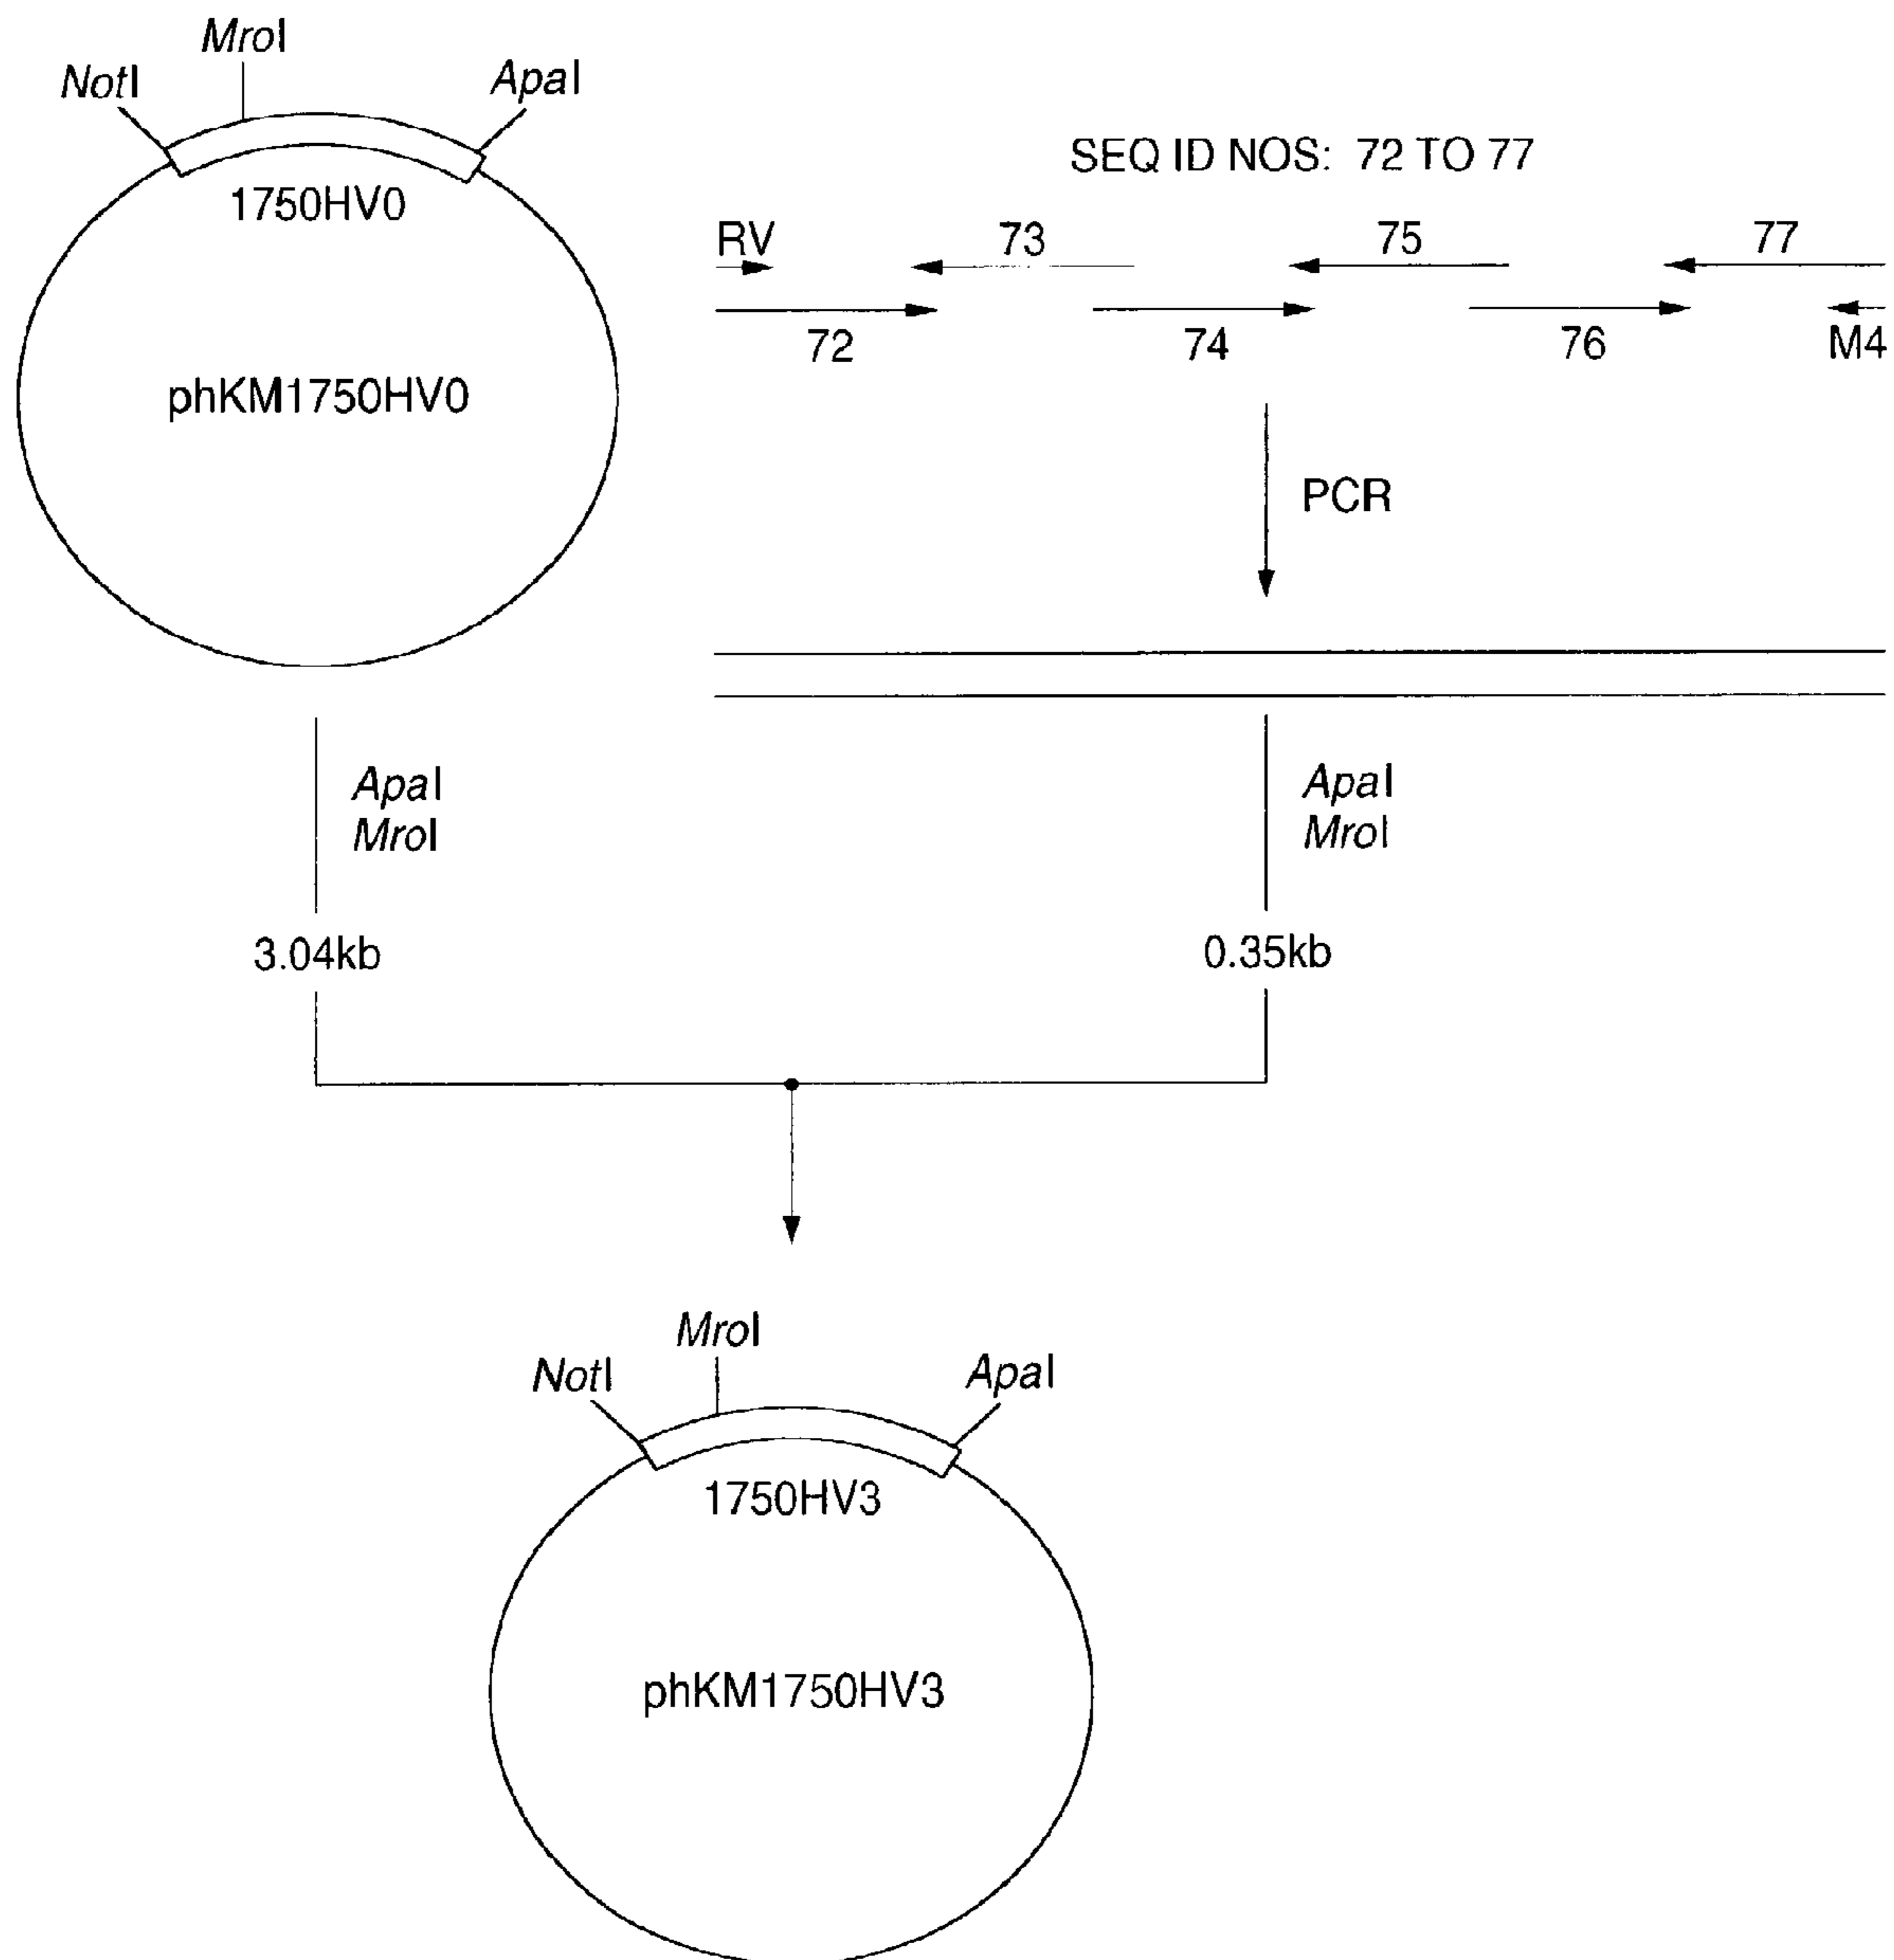 MroI
NotI
ApaI
1750HV0
phKM1750HV0
SEQ ID NOS: 72 TO 77
RV
73
75
77
72
74
76
M4
PCR
ApaI
MroI
ApaI
MroI
3.04kb
0.35kb
MroI
NotI
ApaI
1750HV3
phKM1750HV3